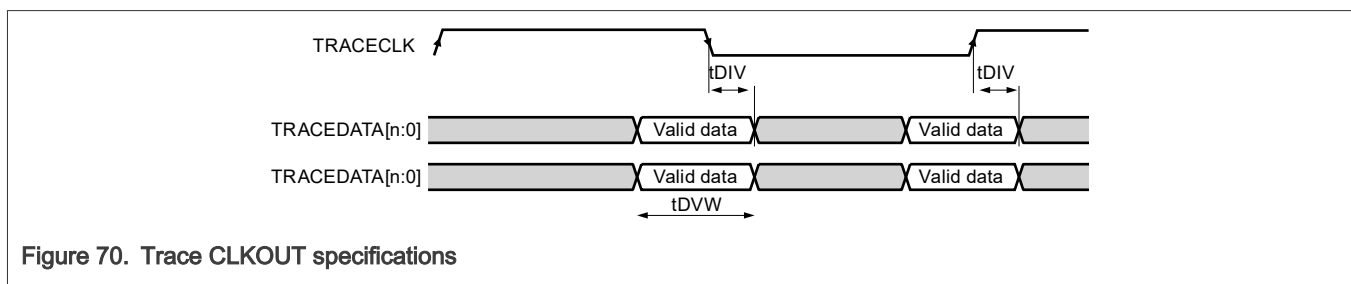 TRACECLK
tDIV tDIV
TRACEDATA[n:0] Valid data Valid data
TRACEDATA[n:0] Valid data Valid data
tDVW
Figure 70. Trace CLKOUT specifications